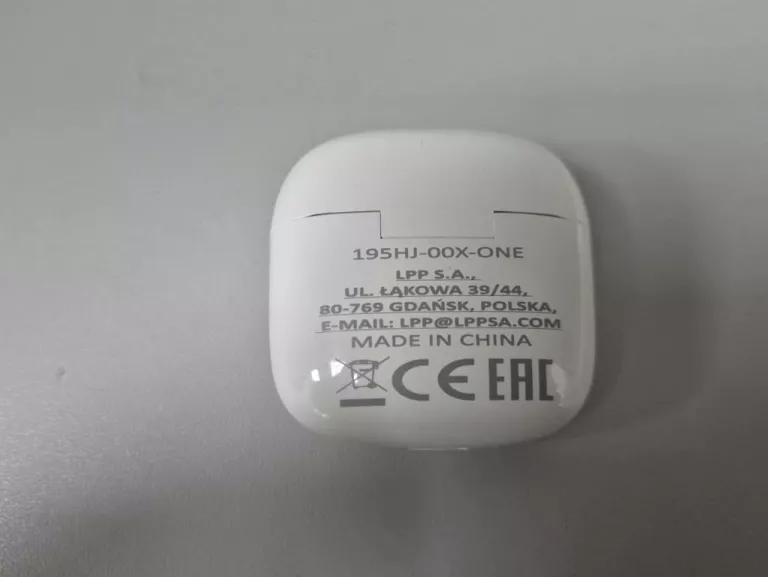 195HJ-00X-ONE
LPP S.A.,
UL. ŁĄKOWA 39/44,
80-769 GDAŃSK, POLSKA,
E-MAIL: LPP@LPPSA.COM
MADE IN CHINA
CE EAC